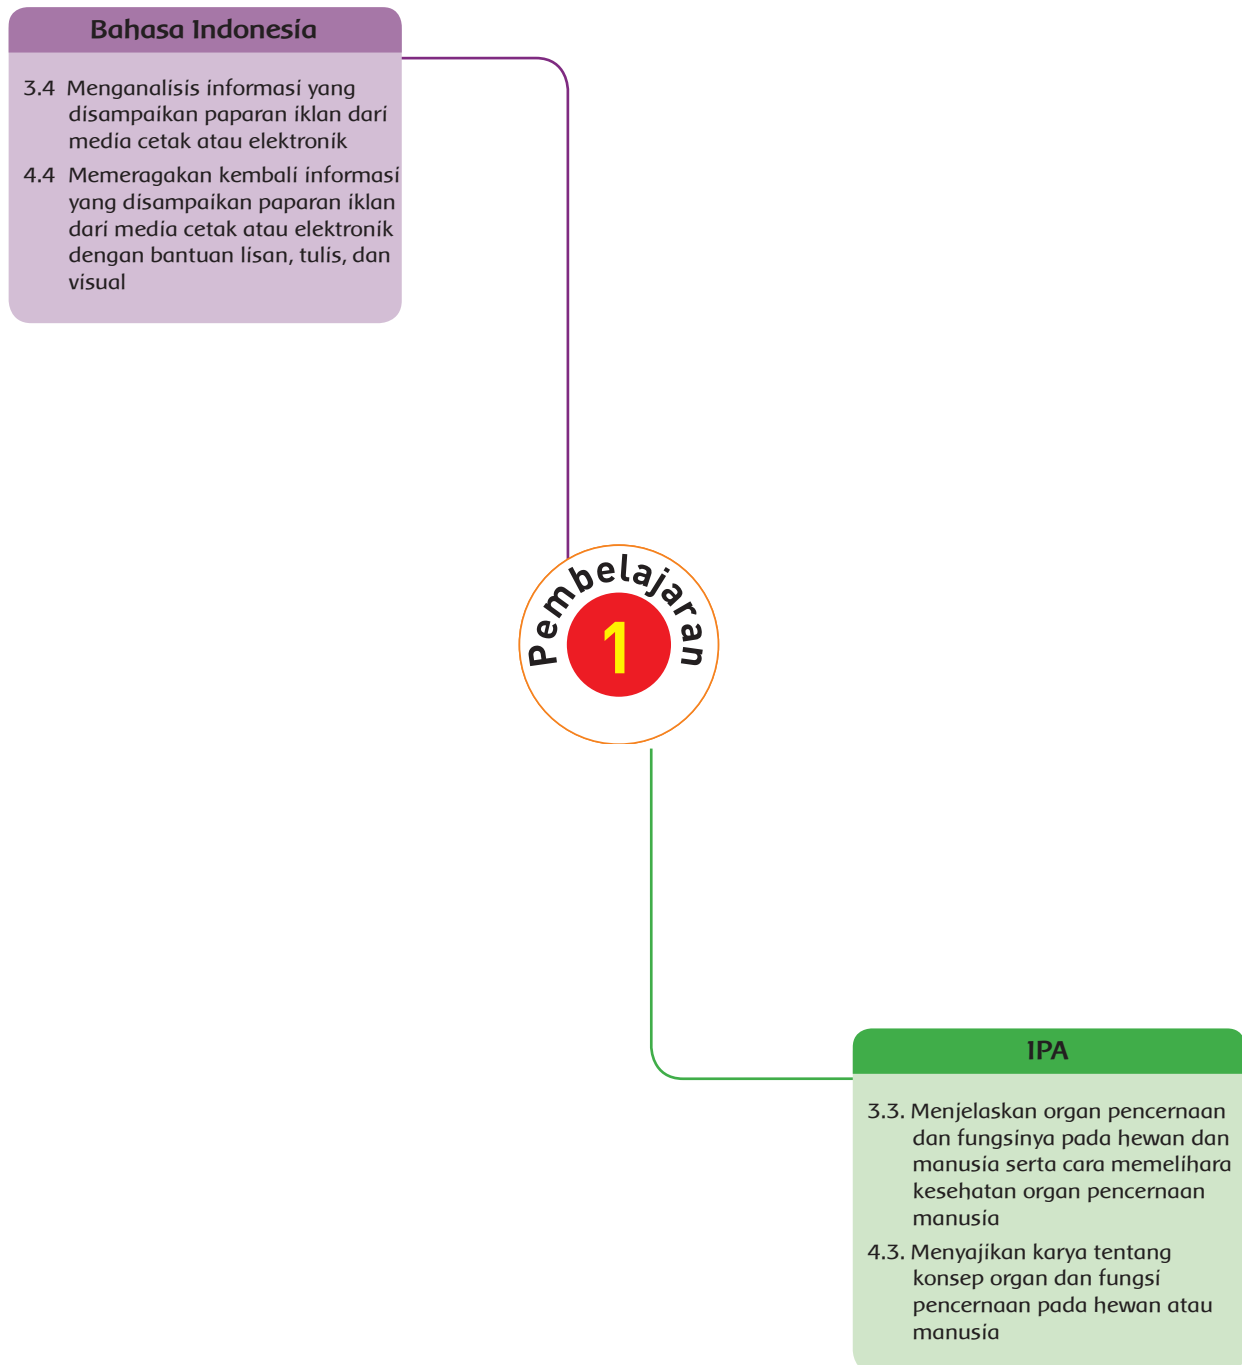 Bahasa Indonesia
3.4 Menganalisis informasi yang
disampaikan paparan iklan dari
media cetak atau elektronik
4.4 Memeragakan kembali informasi
yang disampaikan paparan iklan
dari media cetak atau elektronik
dengan bantuan lisan, tulis, dan
visual
Pembelajaran
1
IPA
3.3. Menjelaskan organ pencernaan
dan fungsinya pada hewan dan
manusia serta cara memelihara
kesehatan organ pencernaan
manusia
4.3. Menyajikan karya tentang
konsep organ dan fungsi
pencernaan pada hewan atau
manusia